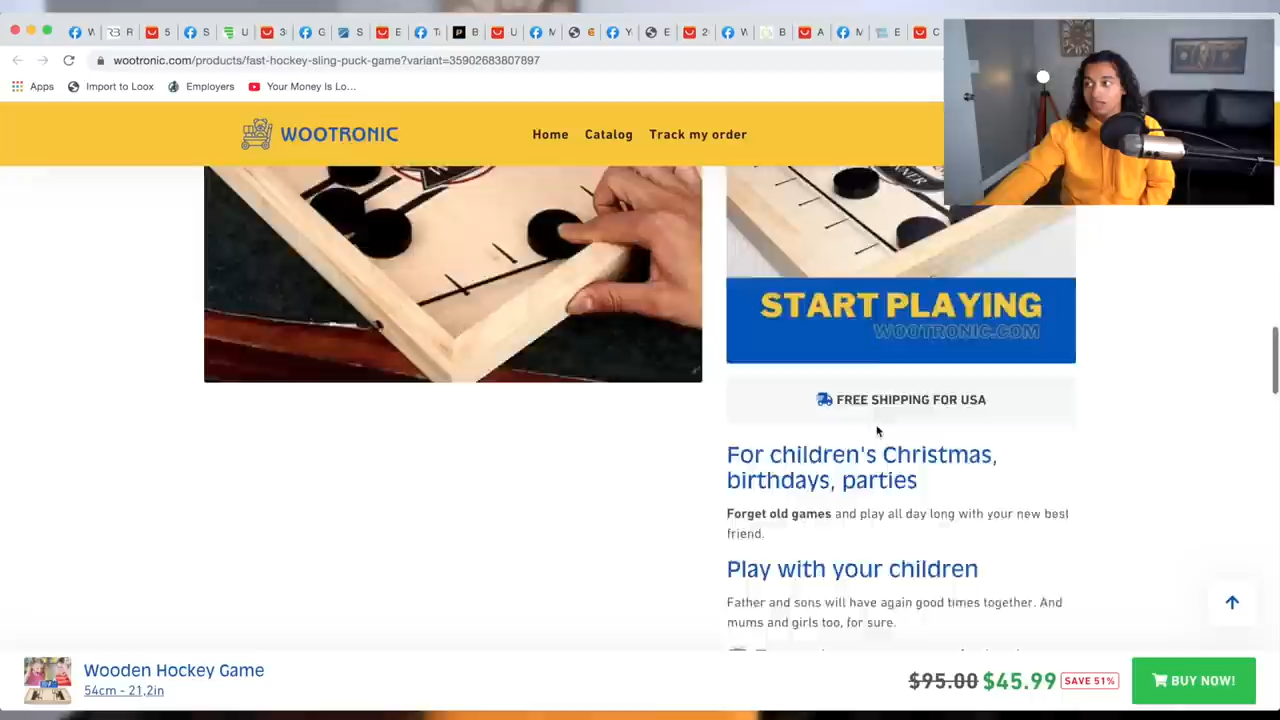 W
R
5
S
U
3
G
S
E
T
B
U
M
E
Y
E
2
W
B
A
M
E
C
wootronic.com/products/fast-hockey-sling-puck-game?variant=35902683807897
Apps
Import to Loox
Employers
Your Money Is Lo...
WOOTRONIC
Home
Catalog
Track my order
START PLAYING
WOOTRONIC.COM
FREE SHIPPING FOR USA
For children's Christmas,
birthdays, parties
Forget old games and play all day long with your new best
friend.
Play with your children
Father and sons will have again good times together. And
mums and girls too, for sure.
Wooden Hockey Game
54cm - 21,2in
$95.00 $45.99 SAVE 51%
BUY NOW!